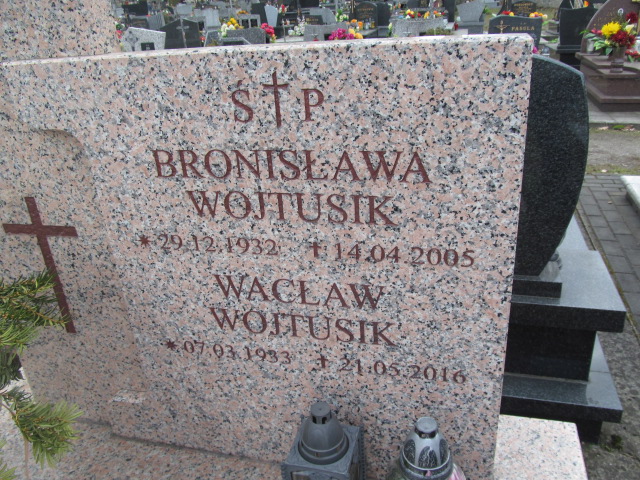 Ś † P
BRONISŁAWA
WOJTUSIK
* 29.12.1932 † 14.04.2005
WACŁAW
WOJTUSIK
* 07.03.1933 † 21.05.2016